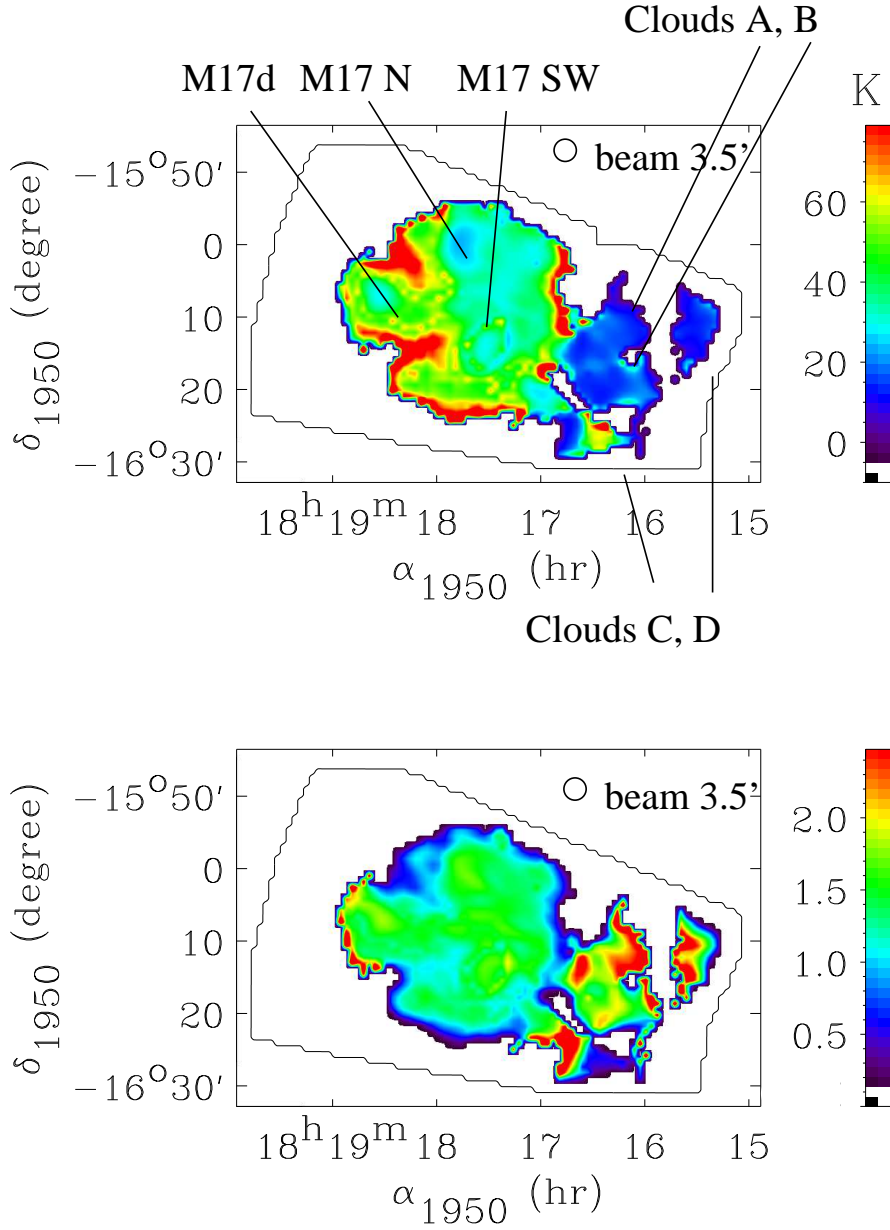 Clouds A, B
M17d M17 N M17 SW
K
beam 3.5'
−15°50′
0
10
20
−16°30′
δ1950 (degree)
60
40
20
0
18h19m 18 17 16 15
α1950 (hr)
Clouds C, D
beam 3.5'
−15°50′
0
10
20
−16°30′
δ1950 (degree)
2.0
1.5
1.0
0.5
18h19m 18 17 16 15
α1950 (hr)